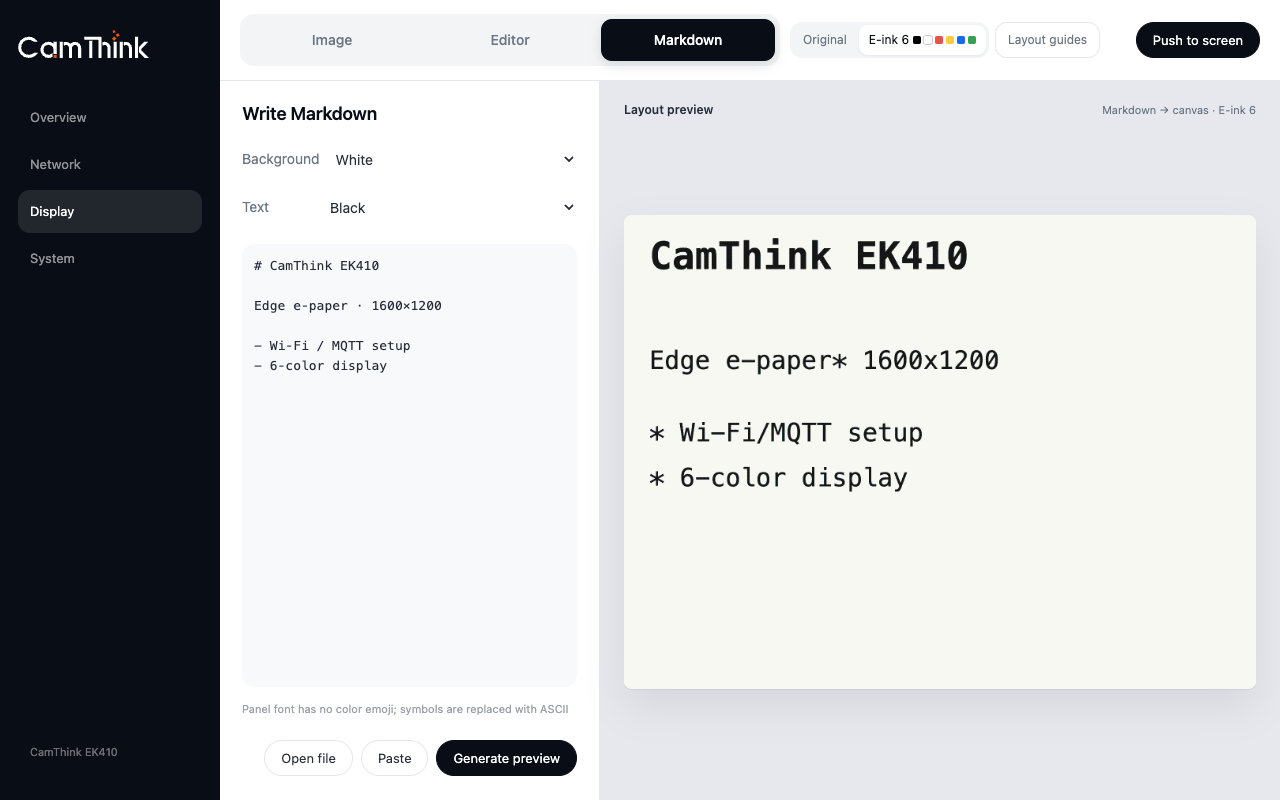 CamThink
Overview
Network
Display
System
CamThink EK410
Image
Editor
Markdown
Original
E-ink 6
Layout guides
Push to screen
Write Markdown
Background White
Text Black
# CamThink EK410
Edge e-paper · 1600×1200
– Wi-Fi / MQTT setup
– 6-color display
Panel font has no color emoji; symbols are replaced with ASCII
Open file
Paste
Generate preview
Layout preview
Markdown → canvas · E-ink 6
CamThink EK410
Edge e–paper* 1600x1200
* Wi–Fi/MQTT setup
* 6–color display